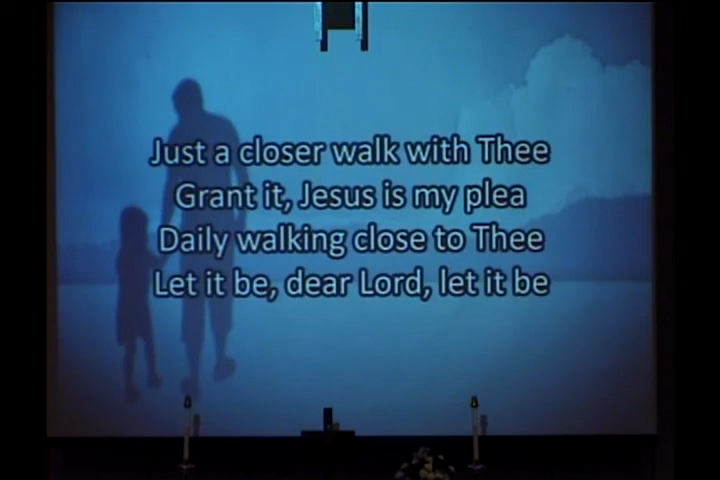 Just a closer walk with Thee
Grant it, Jesus is my plea
Daily walking close to Thee
Let it be, dear Lord, let it be